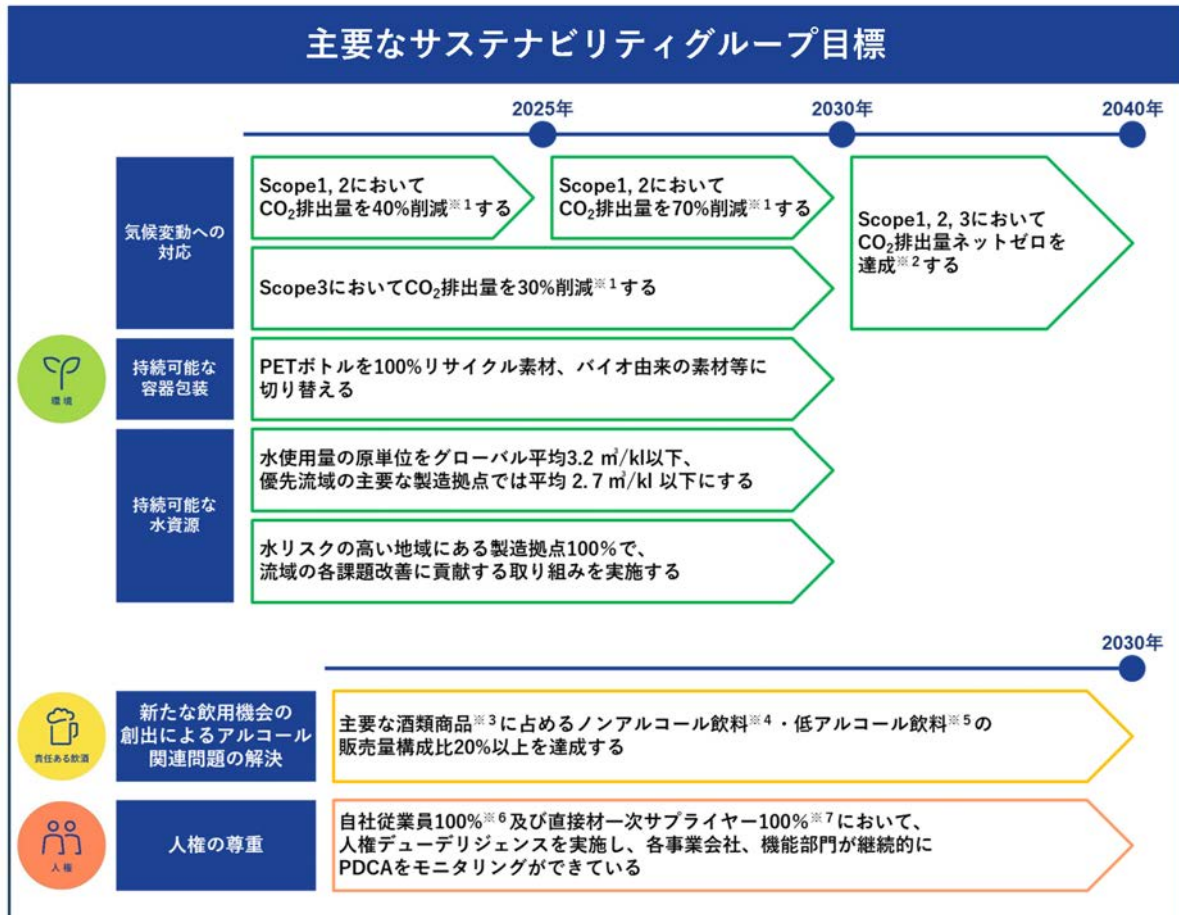 主要なサステナビリティグループ目標
2025年
2030年
2040年
気候変動への
対応
Scope1, 2において
CO₂排出量を40%削減※1する
Scope1, 2において
CO₂排出量を70%削減※1する
Scope1, 2, 3において
CO₂排出量ネットゼロを
達成※2する
Scope3においてCO₂排出量を30%削減※1する
環境
持続可能な
容器包装
PETボトルを100%リサイクル素材、バイオ由来の素材等に
切り替える
持続可能な
水資源
水使用量の原単位をグローバル平均3.2 ㎥/kl以下、
優先流域の主要な製造拠点では平均 2.7 ㎥/kl 以下にする
水リスクの高い地域にある製造拠点100%で、
流域の各課題改善に貢献する取り組みを実施する
2030年
責任ある飲酒
新たな飲用機会の
創出によるアルコール
関連問題の解決
主要な酒類商品※3に占めるノンアルコール飲料※4・低アルコール飲料※5の
販売量構成比20%以上を達成する
人権
人権の尊重
自社従業員100%※6及び直接材一次サプライヤー100%※7において、
人権デューデリジェンスを実施し、各事業会社、機能部門が継続的に
PDCAをモニタリングができている